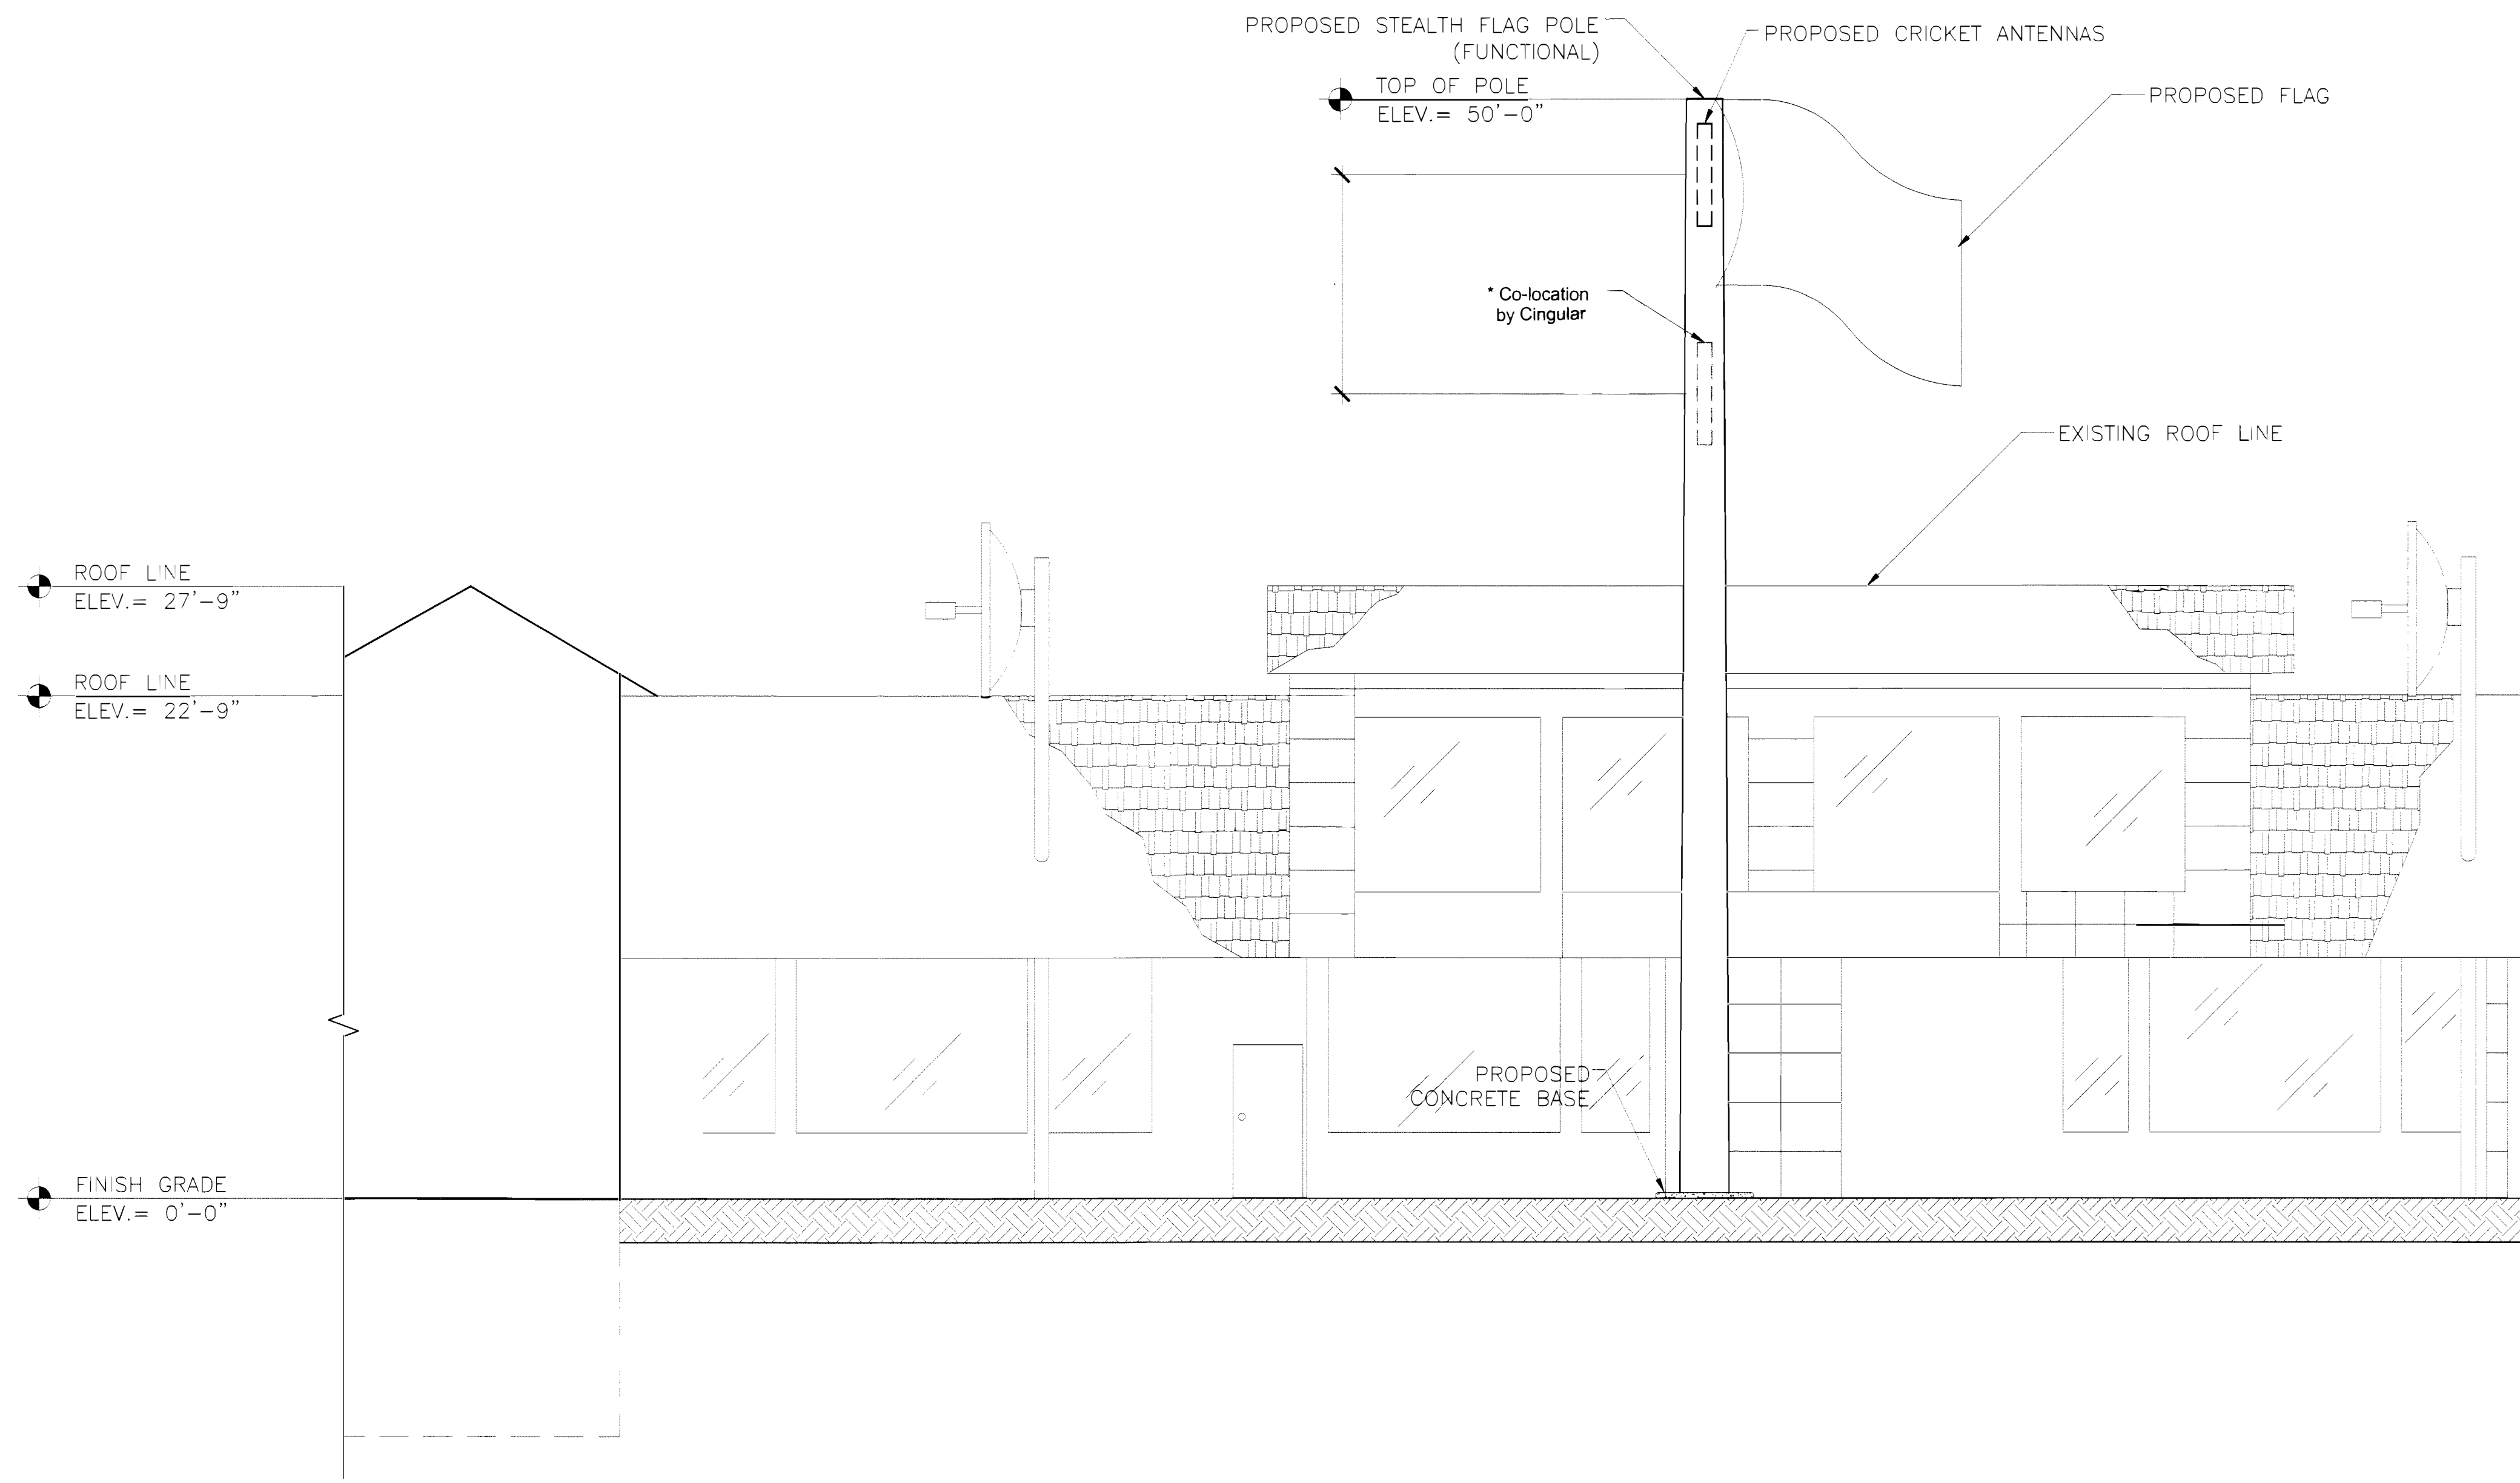 PROPOSED STEALTH FLAG POLE
(FUNCTIONAL)
PROPOSED CRICKET ANTENNAS
TOP OF POLE
ELEV.= 50'-0"
PROPOSED FLAG
* Co-location
by Cingular
EXISTING ROOF LINE
ROOF LINE
ELEV.= 27'-9"
ROOF LINE
ELEV.= 22'-9"
PROPOSED
CONCRETE BASE
FINISH GRADE
ELEV.= 0'-0"